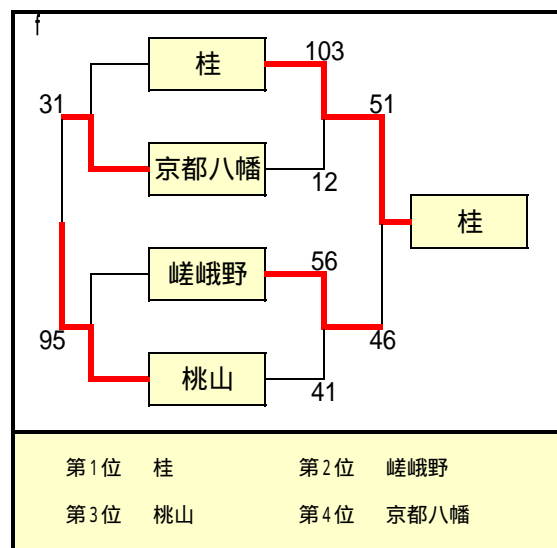 f
桂
103
31
51
京都八幡
12
桂
嵯峨野
56
95
46
桃山
41
第1位 桂 第2位 嵯峨野
第3位 桃山 第4位 京都八幡